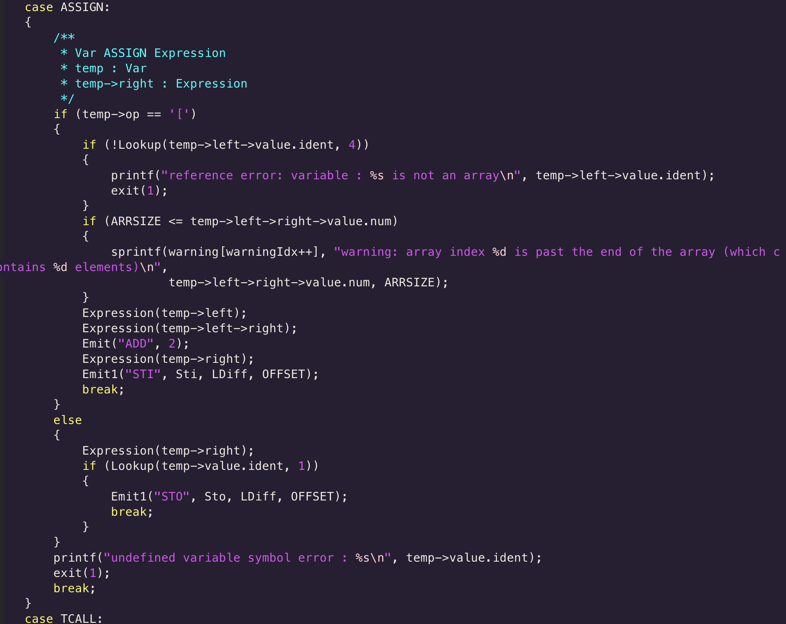 case ASSIGN:
{
    /**
     * Var ASSIGN Expression
     * temp : Var
     * temp->right : Expression
     */
    if (temp->op == '[')
    {
        if (!Lookup(temp->left->value.ident, 4))
        {
            printf("reference error: variable : %s is not an array\n", temp->left->value.ident);
            exit(1);
        }
        if (ARRSIZE <= temp->left->right->value.num)
        {
            sprintf(warning[warningIdx++], "warning: array index %d is past the end of the array (which c
ontains %d elements)\n",
                    temp->left->right->value.num, ARRSIZE);
        }
        Expression(temp->left);
        Expression(temp->left->right);
        Emit("ADD", 2);
        Expression(temp->right);
        Emit1("STI", Sti, LDiff, OFFSET);
        break;
    }
    else
    {
        Expression(temp->right);
        if (Lookup(temp->value.ident, 1))
        {
            Emit1("STO", Sto, LDiff, OFFSET);
            break;
        }
    }
    printf("undefined variable symbol error : %s\n", temp->value.ident);
    exit(1);
    break;
}
case TCALL: